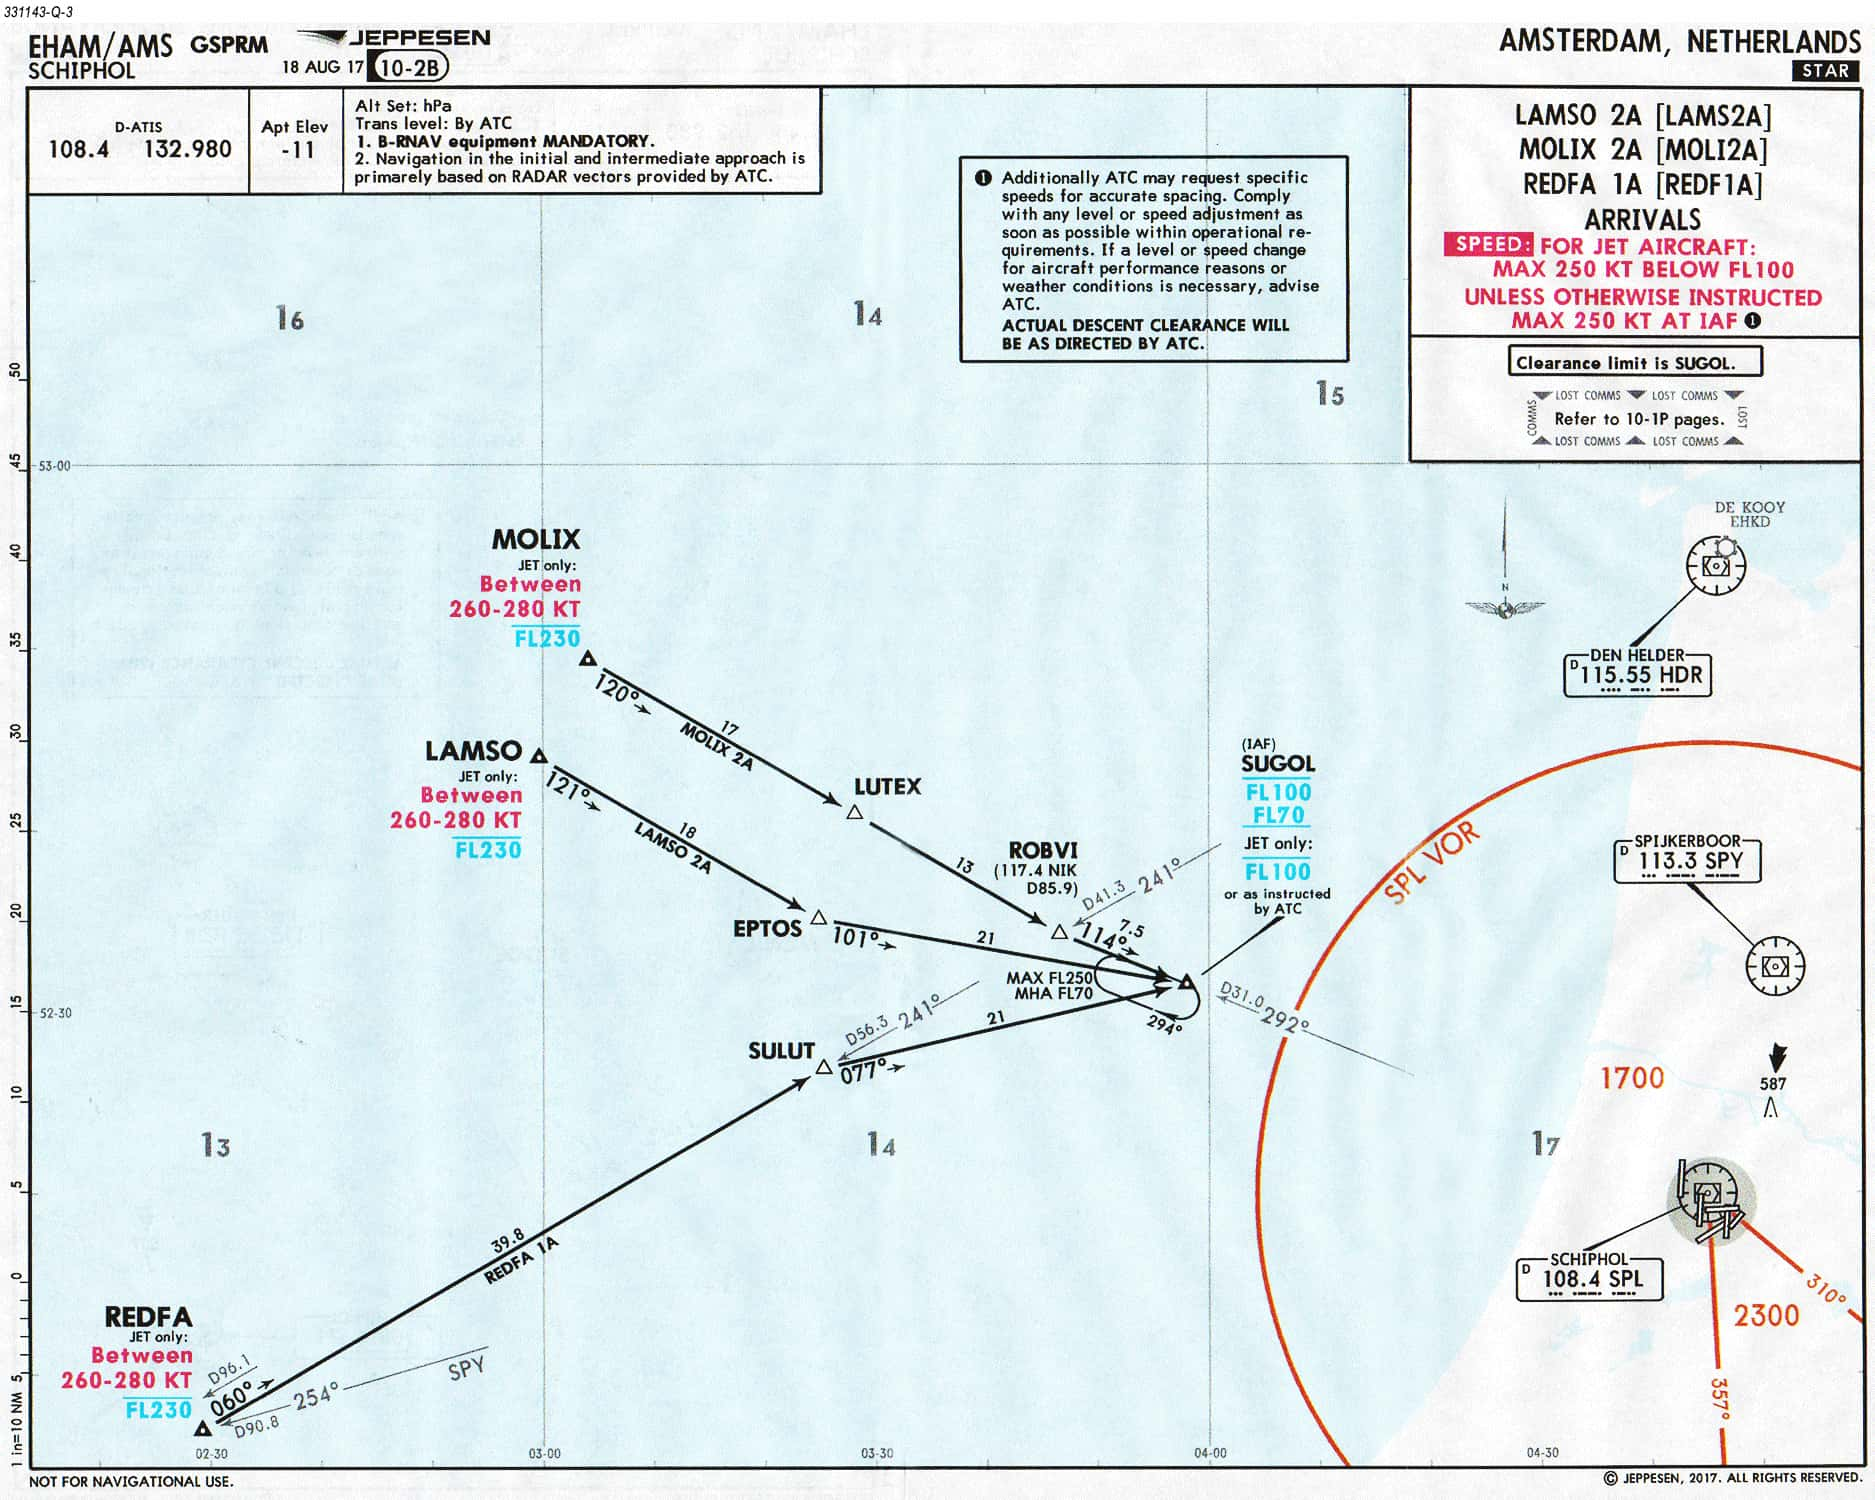 331143-Q-3
EHAM/AMS GSPRM
SCHIPHOL
JEPPESEN
18 AUG 17 10-2B
AMSTERDAM, NETHERLANDS
STAR
D-ATIS
108.4 132.980
Apt Elev
-11
Alt Set: hPa
Trans level: By ATC
1. B-RNAV equipment MANDATORY.
2. Navigation in the initial and intermediate approach is
primarely based on RADAR vectors provided by ATC.
1 Additionally ATC may request specific
speeds for accurate spacing. Comply
with any level or speed adjustment as
soon as possible within operational re-
quirements. If a level or speed change
for aircraft performance reasons or
weather conditions is necessary, advise
ATC.
ACTUAL DESCENT CLEARANCE WILL
BE AS DIRECTED BY ATC.
LAMSO 2A [LAMS2A]
MOLIX 2A [MOLI2A]
REDFA 1A [REDF1A]
ARRIVALS
SPEED: FOR JET AIRCRAFT:
MAX 250 KT BELOW FL100
UNLESS OTHERWISE INSTRUCTED
MAX 250 KT AT IAF 1
Clearance limit is SUGOL.
LOST COMMS LOST COMMS
COMMS
Refer to 10-1P pages.
LOST
LOST COMMS LOST COMMS
16
14
15
50
45
53-00
40
35
30
25
20
15
52-30
10
5
0
5
1 in=10 NM
DE KOOY
EHKD
DEN HELDER
D 115.55 HDR
N
MOLIX
JET only:
Between
260-280 KT
FL230
120°
17
MOLIX 2A
LAMSO
JET only:
Between
260-280 KT
FL230
121°
18
LAMSO 2A
LUTEX
13
ROBVI
(117.4 NIK
D85.9)
D41.3 241°
114°
7.5
(IAF)
SUGOL
FL100
FL70
JET only:
FL100
or as instructed
by ATC
SPL VOR
SPIJKERBOOR
D 113.3 SPY
EPTOS
101°
21
MAX FL250
MHA FL70
294°
D31.0 292°
SULUT
D56.3 241°
077°
21
1700
587
13
14
17
39.8
REDFA 1A
SCHIPHOL
D 108.4 SPL
310°
2300
357°
REDFA
JET only:
Between
260-280 KT
FL230
D96.1
060°
D90.8
254°
SPY
02-30
03-00
03-30
04-00
04-30
NOT FOR NAVIGATIONAL USE.
© JEPPESEN, 2017. ALL RIGHTS RESERVED.